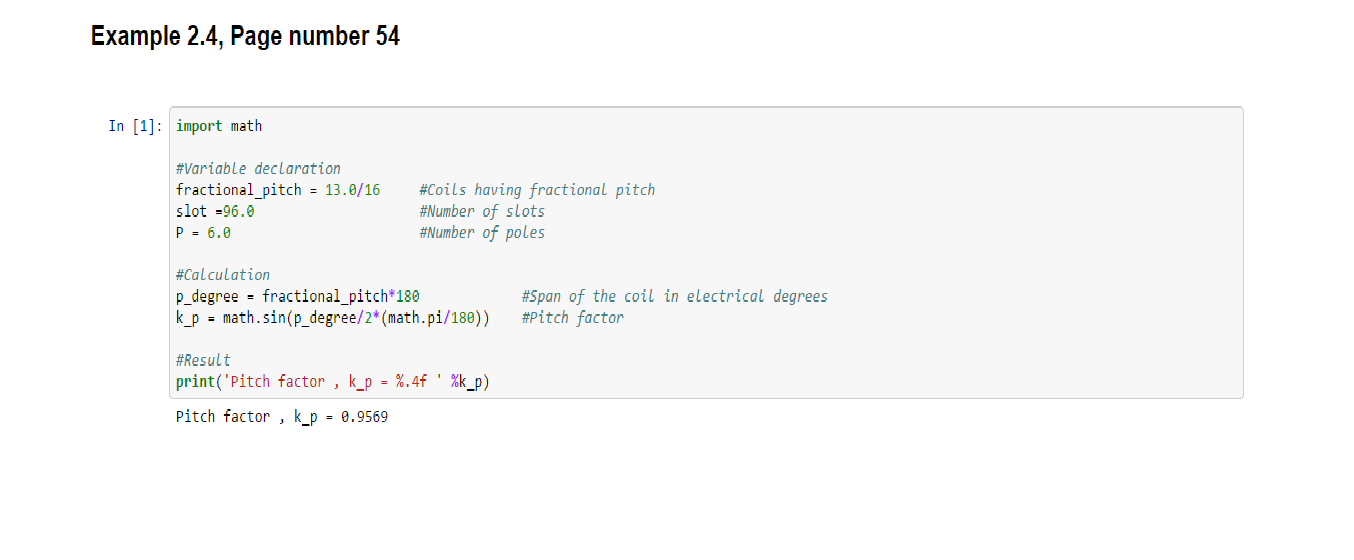 Example 2.4, Page number 54
In [1]: import math
#Variable declaration
fractional_pitch = 13.0/16     #Coils having fractional pitch
slot =96.0                     #Number of slots
P = 6.0                        #Number of poles
#Calculation
p_degree = fractional_pitch*180             #Span of the coil in electrical degrees
k_p = math.sin(p_degree/2*(math.pi/180))    #Pitch factor
#Result
print('Pitch factor , k_p = %.4f ' %k_p)
Pitch factor , k_p = 0.9569